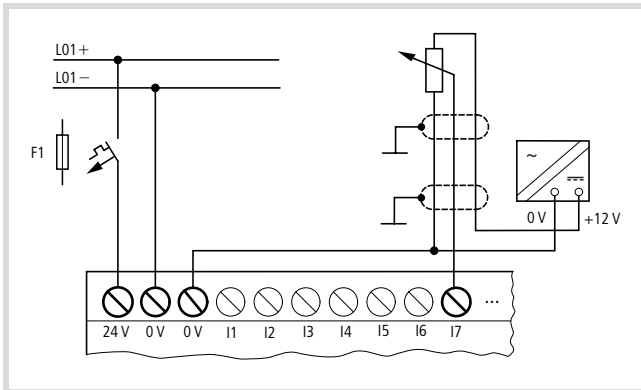 L01+
L01−
F1
~
0 V
+12 V
24 V 0 V 0 V I1 I2 I3 I4 I5 I6 I7 ...